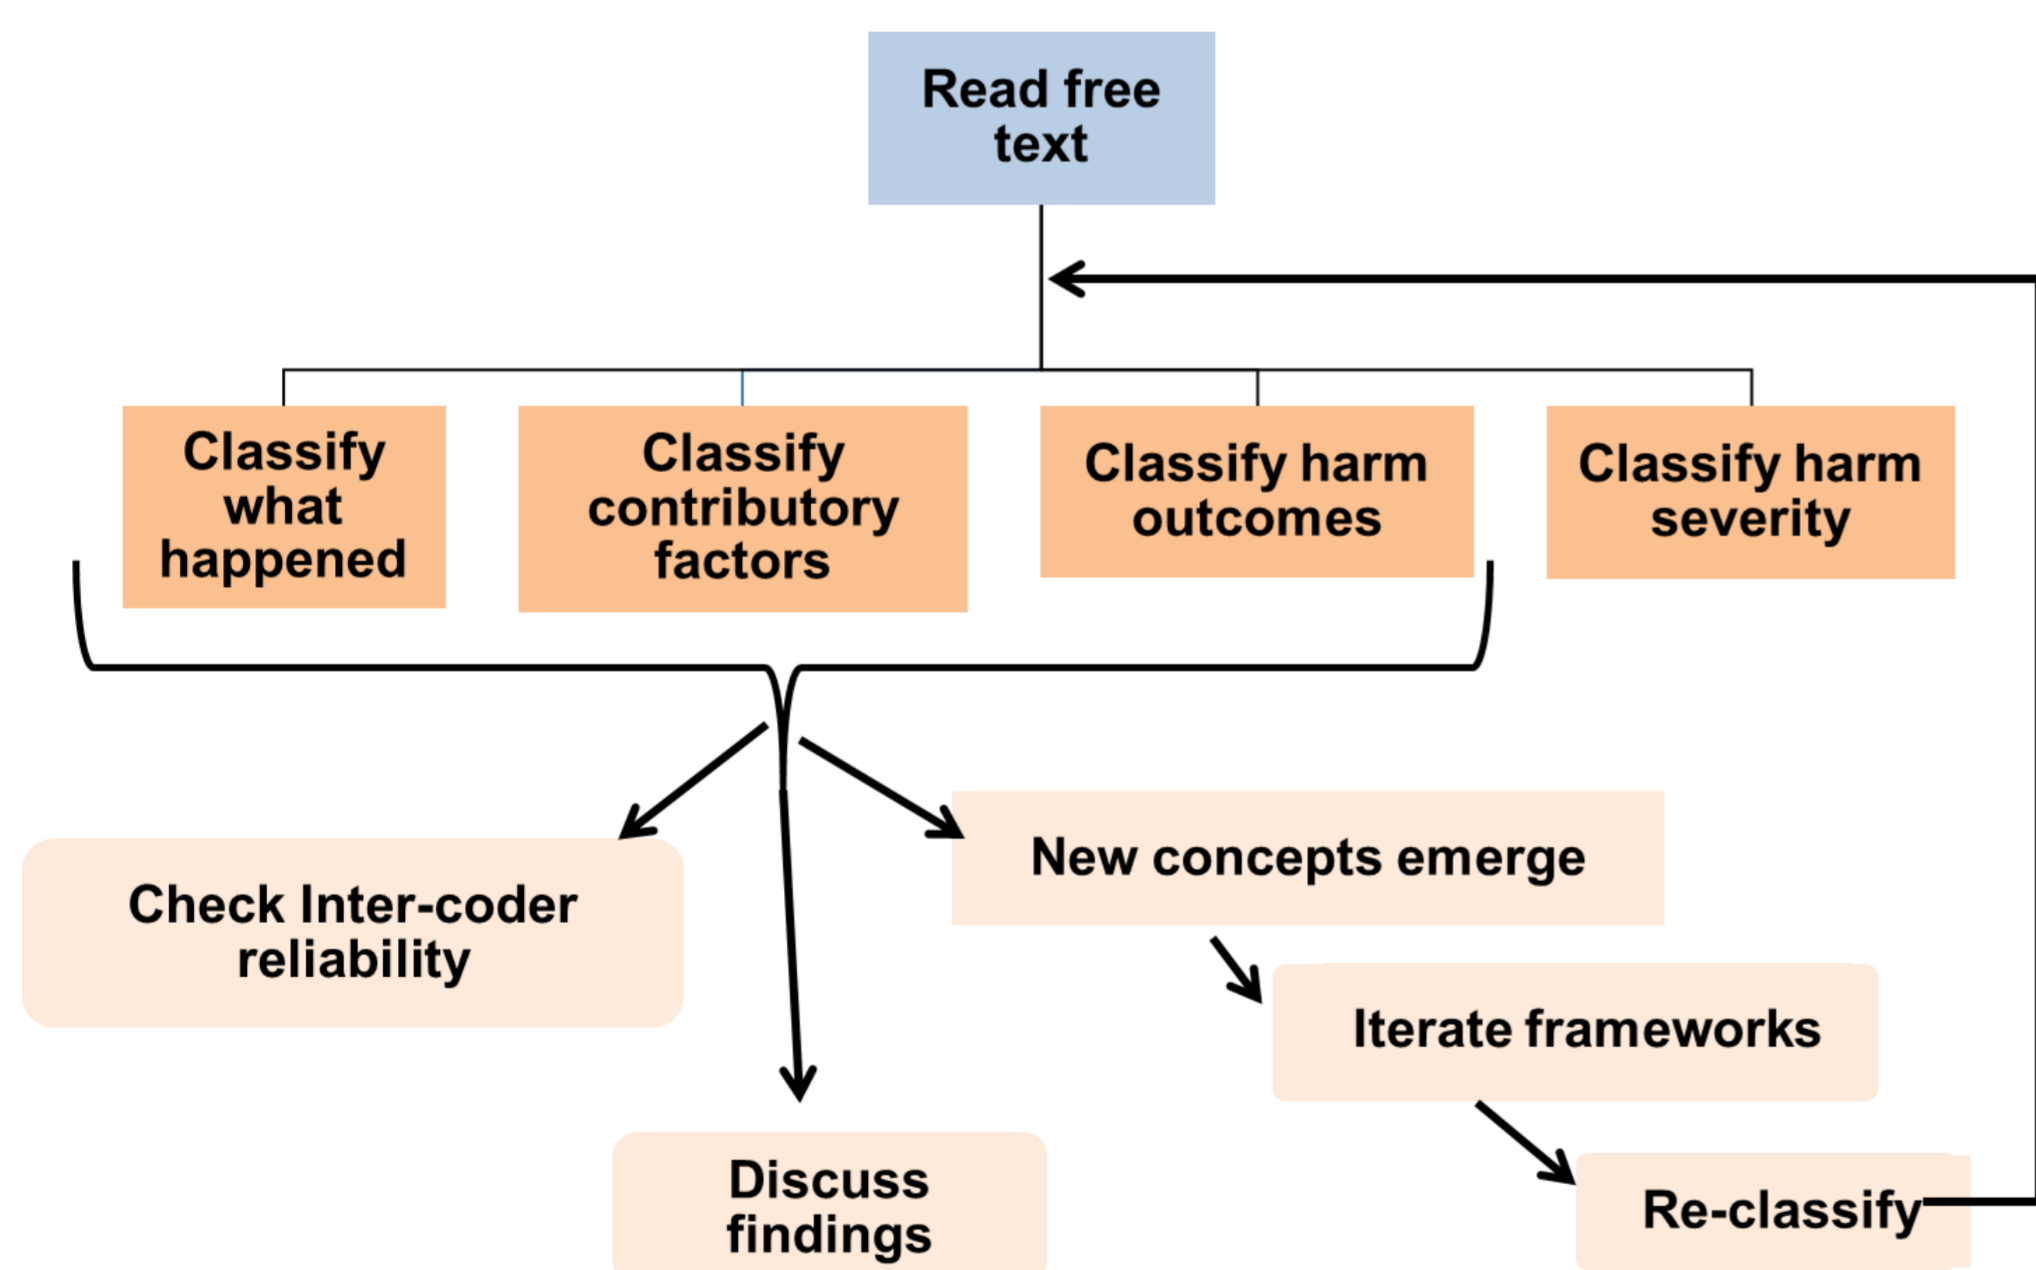 Read free
text
Classify
what
happened
Classify
contributory
factors
Classify harm
outcomes
Classify harm
severity
Check Inter-coder
reliability
New concepts emerge
Iterate frameworks
Discuss
findings
Re-classify